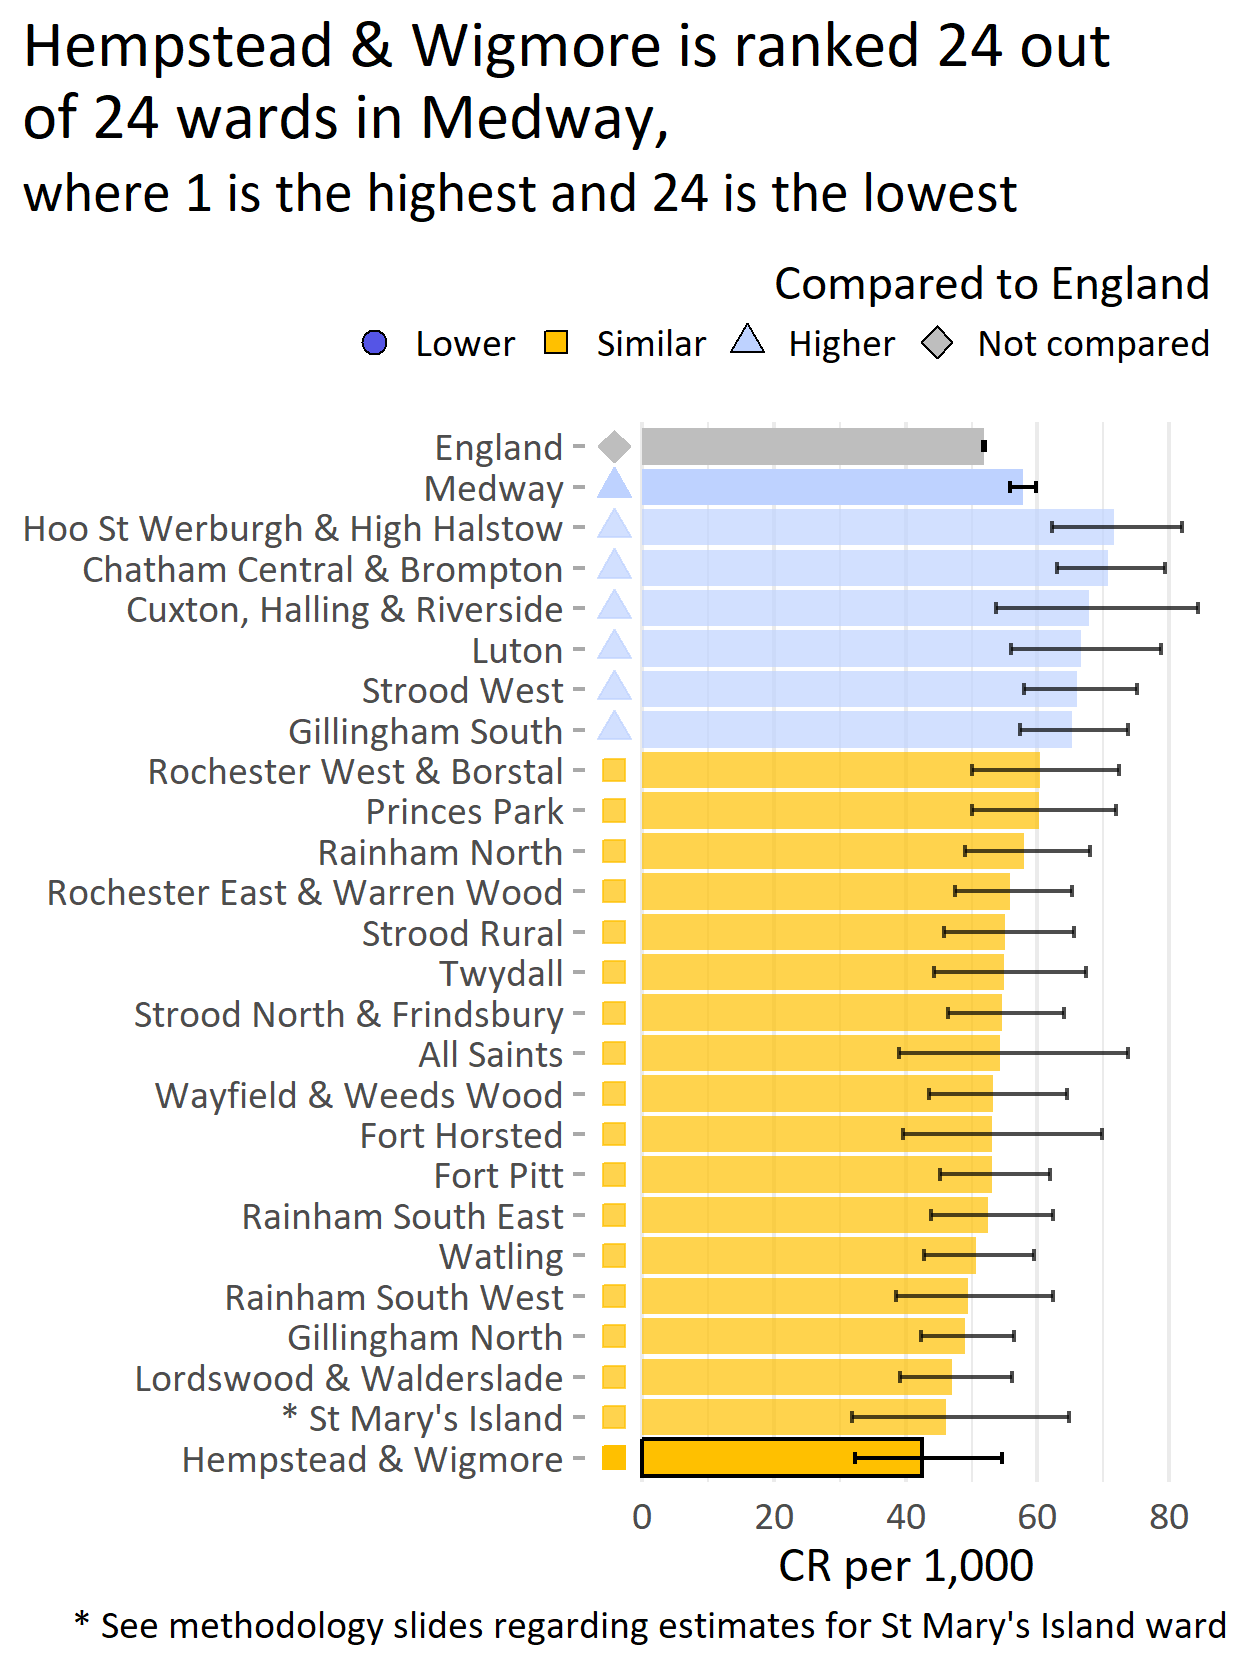 Hempstead & Wigmore is ranked 24 out
of 24 wards in Medway,
where 1 is the highest and 24 is the lowest
Compared to England
Lower Similar Higher Not compared
England
Medway
Hoo St Werburgh & High Halstow
Chatham Central & Brompton
Cuxton, Halling & Riverside
Luton
Strood West
Gillingham South
Rochester West & Borstal
Princes Park
Rainham North
Rochester East & Warren Wood
Strood Rural
Twydall
Strood North & Frindsbury
All Saints
Wayfield & Weeds Wood
Fort Horsted
Fort Pitt
Rainham South East
Watling
Rainham South West
Gillingham North
Lordswood & Walderslade
* St Mary's Island
Hempstead & Wigmore
0 20 40 60 80
CR per 1,000
* See methodology slides regarding estimates for St Mary's Island ward